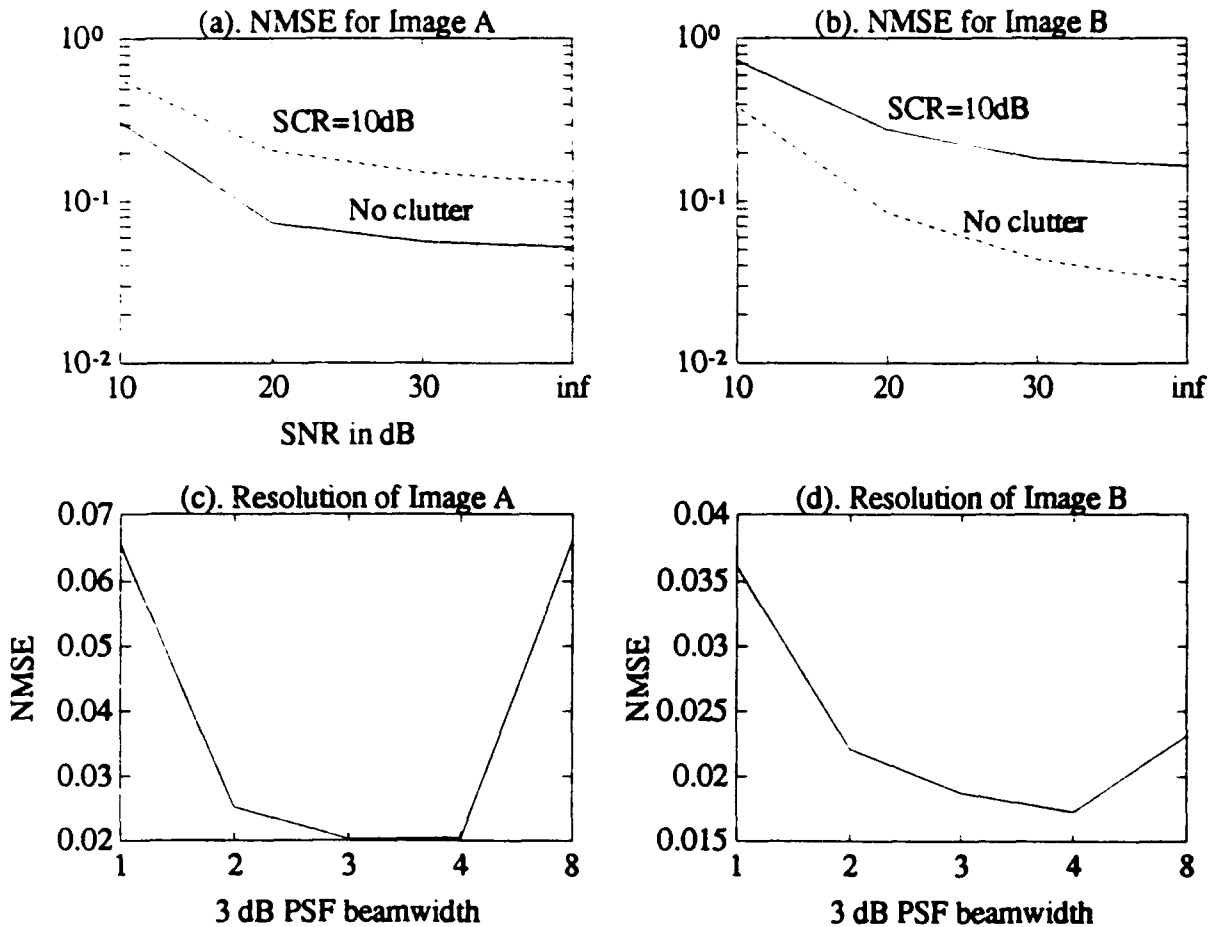 (a). NMSE for Image A
10⁰
10⁻¹
10⁻²
SCR=10dB
No clutter
10
20
30
inf
SNR in dB
(b). NMSE for Image B
10⁰
10⁻¹
10⁻²
SCR=10dB
No clutter
10
20
30
inf
(c). Resolution of Image A
NMSE
0.07
0.06
0.05
0.04
0.03
0.02
1
2
3
4
8
3 dB PSF beamwidth
(d). Resolution of Image B
NMSE
0.04
0.035
0.03
0.025
0.02
0.015
1
2
3
4
8
3 dB PSF beamwidth